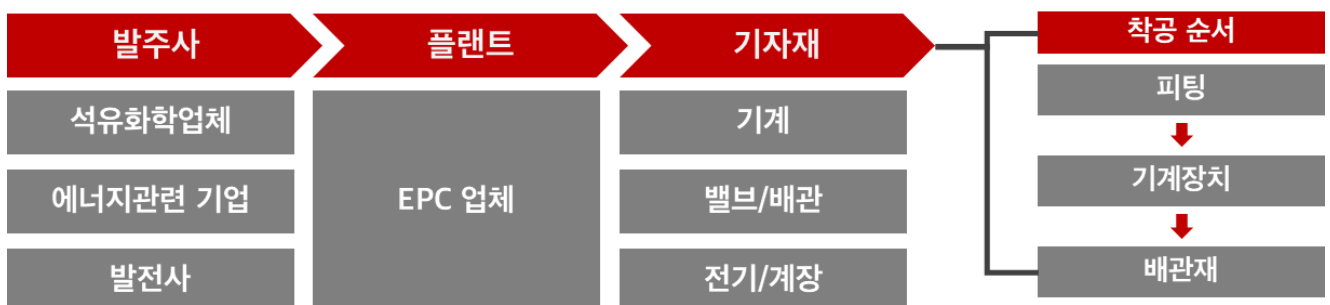 발주사
플랜트
기자재
착공 순서
석유화학업체
에너지관련 기업
발전사
EPC 업체
기계
밸브/배관
전기/계장
피팅
기계장치
배관재